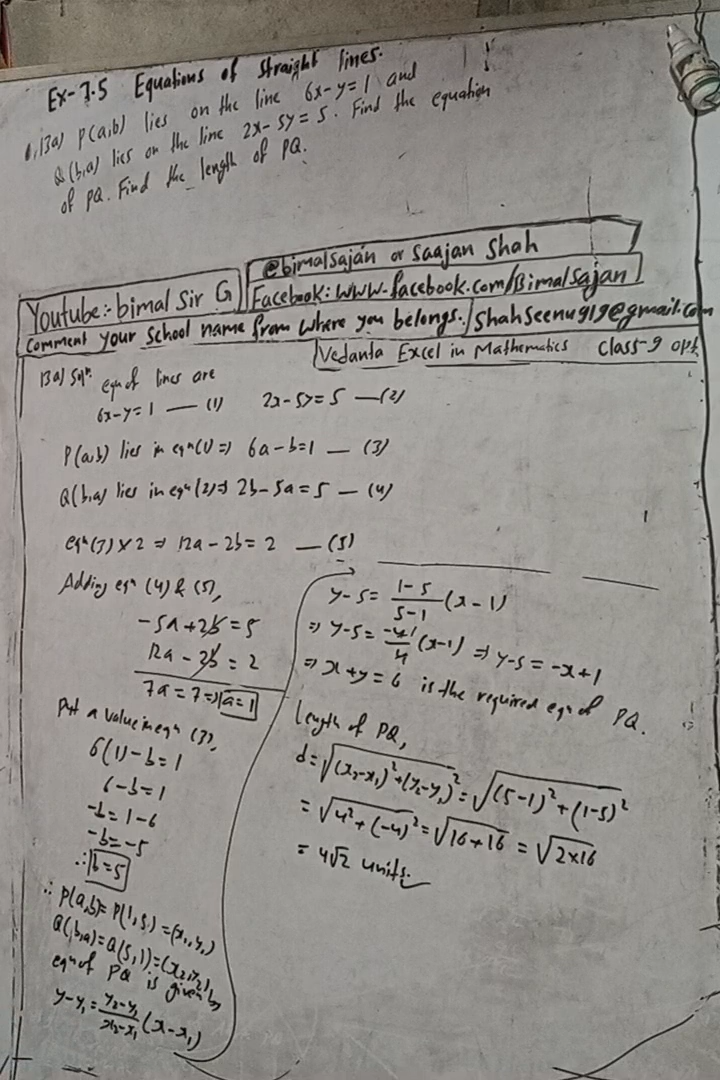 Ex-7.5 Equations of Straight lines.
Q.13a) P(a,b) lies on the line 6x-y=1 and
Q(b,a) lies on the line 2x-5y=5. Find the equation
of PQ. Find the length of PQ.
@bimalsajan or Saajan Shah
Youtube:- bimal Sir G
Facebook: www.facebook.com/Bimalsajan
Comment your School name from where you belongs. / Shahseenu919@gmail.com
Vedanta Excel in Mathematics Class-9 opt
13a) Solⁿ. eqn of lines are
6x-y=1 — (1) 2x-5y=5 — (2)
P(a,b) lies in eqⁿ(1) => 6a-b=1 — (3)
Q(b,a) lies in eqⁿ(2) => 2b-5a=5 — (4)
eqⁿ(3)×2 => 12a-2b=2 — (5)
Adding eqⁿ (4) & (5),
-5a+2b=5
12a-2b=2
7a=7 => a=1
Put a value in eqⁿ (3),
6(1)-b=1
6-b=1
-b=1-6
-b=-5
∴ b=5
∴ P(a,b)=P(1,5)=(x₁,y₁)
Q(b,a)=Q(5,1)=(x₂,y₂)
eqn of PQ is given by
y-y₁=\frac{y₂-y₁}{x₂-x₁}(x-x₁)
y-5=\frac{1-5}{5-1}(x-1)
=> y-5=\frac{-4}{4}(x-1) => y-5=-x+1
=> x+y=6 is the required eqn of PQ.
length of PQ,
d=√((x₂-x₁)²+(y₂-y₁)²)=√((5-1)²+(1-5)²)
=√(4²+(-4)²)=√(16+16)=√(2×16)
=4√2 units.